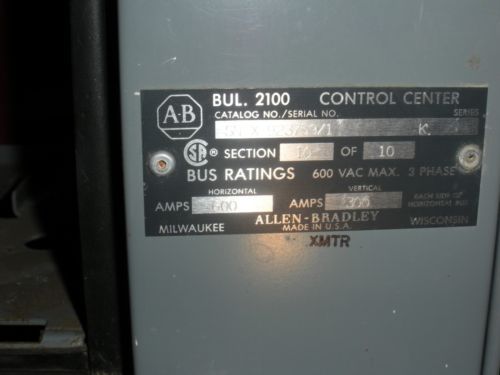 A-B
BUL. 2100 CONTROL CENTER
CATALOG NO./SERIAL NO. SERIES
K
SA ® SECTION 10 OF 10
BUS RATINGS 600 VAC MAX. 3 PHASE
HORIZONTAL VERTICAL
AMPS 600 AMPS 300 EACH SIDE OF
HORIZONTAL BUS
ALLEN-BRADLEY
MILWAUKEE MADE IN U.S.A. WISCONSIN
XMTR